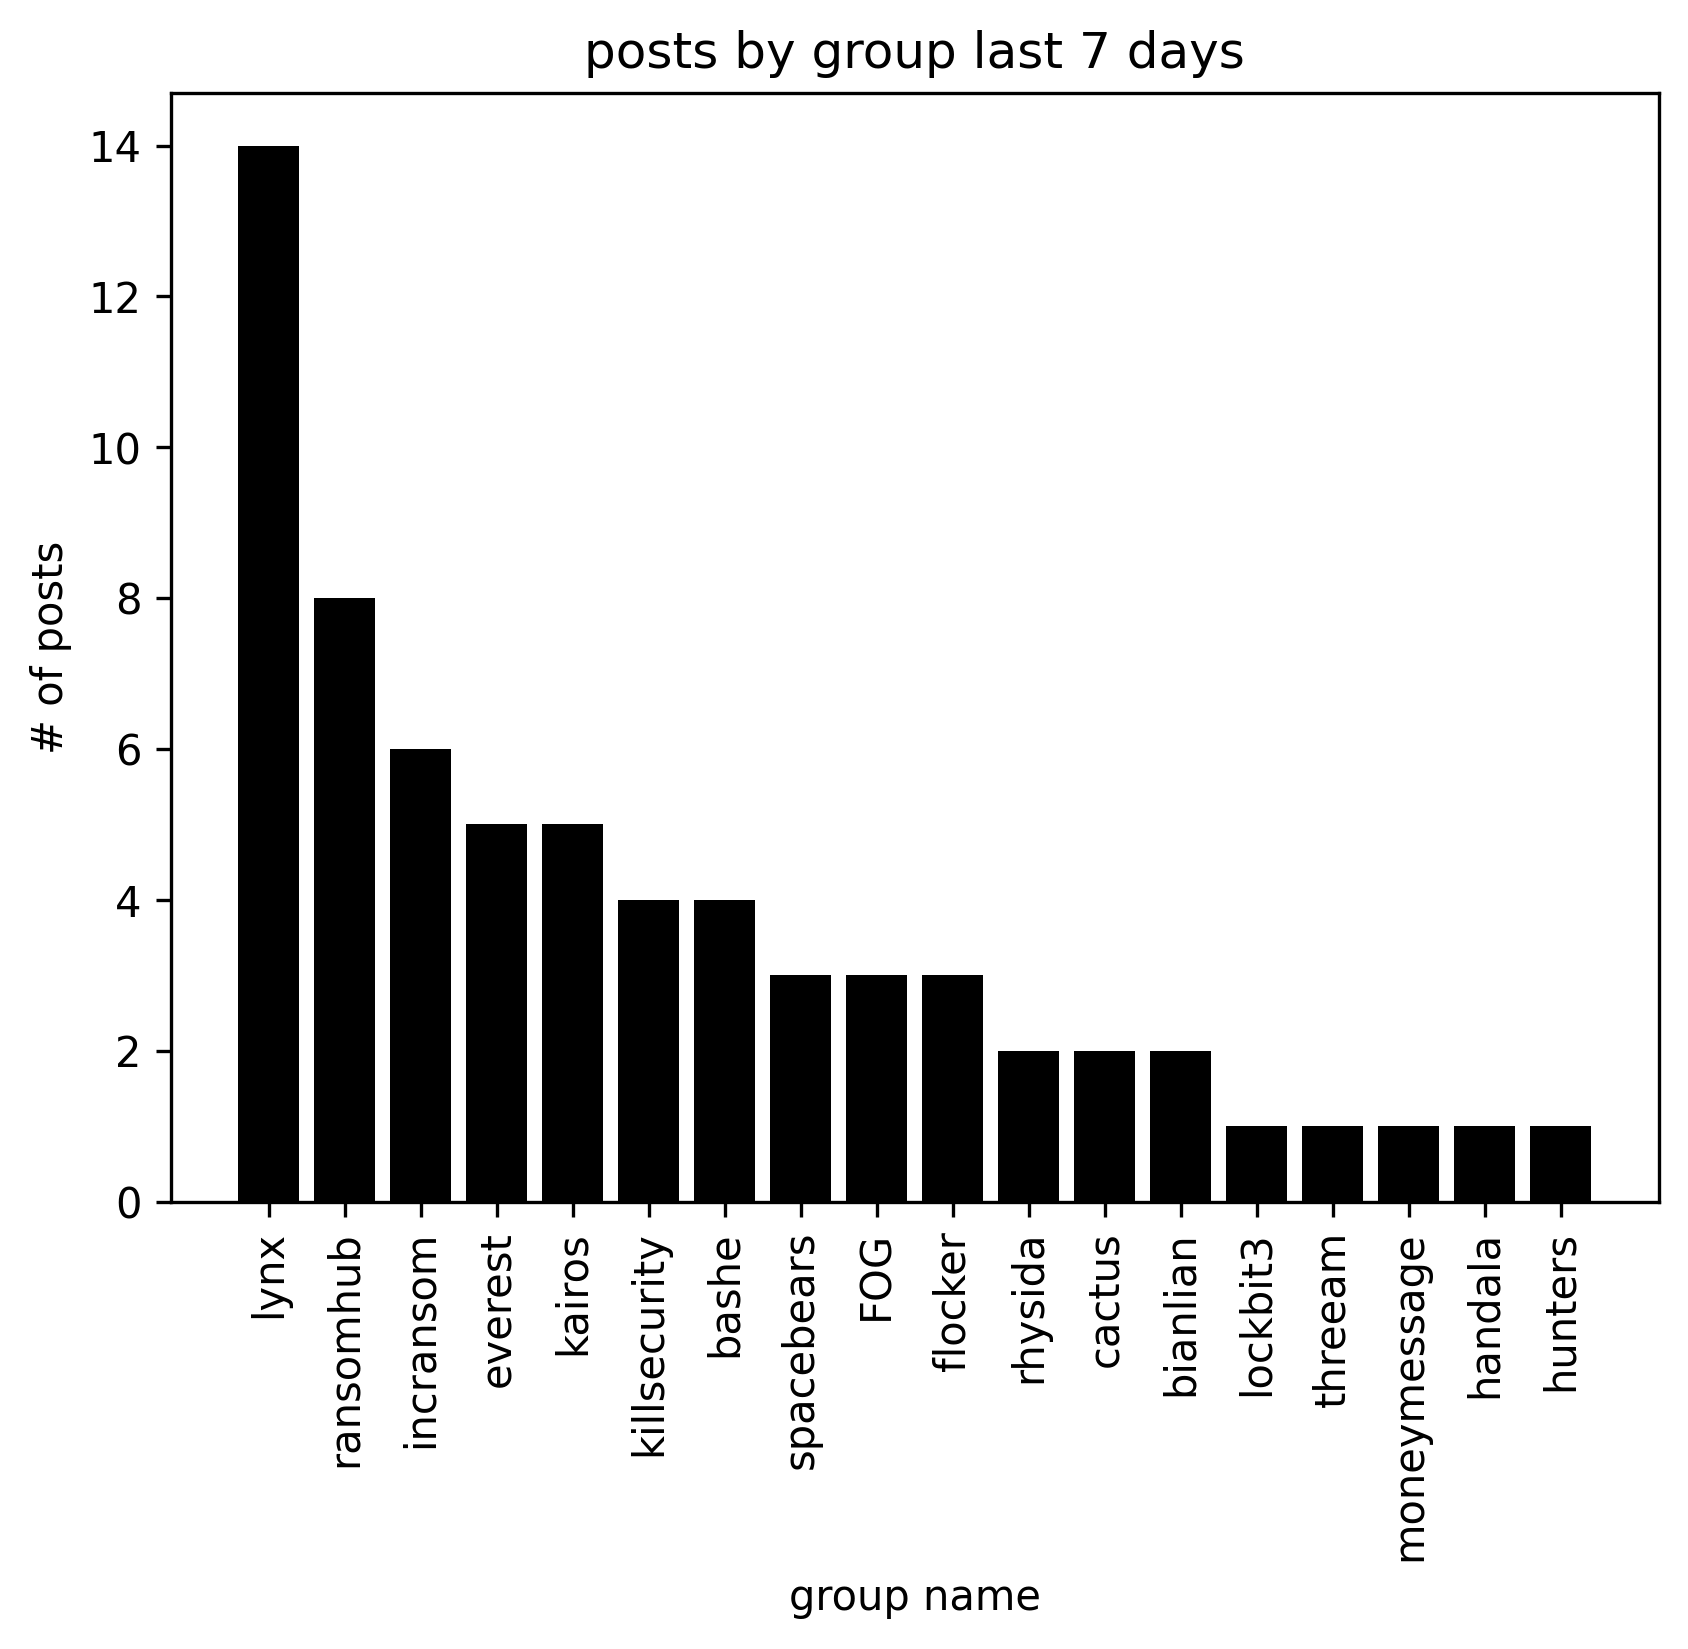 posts by group last 7 days
# of posts
14
12
10
8
6
4
2
0
lynx
ransomhub
incransom
everest
kairos
killsecurity
bashe
spacebears
FOG
flocker
rhysida
cactus
bianlian
lockbit3
threeam
moneymessage
handala
hunters
group name